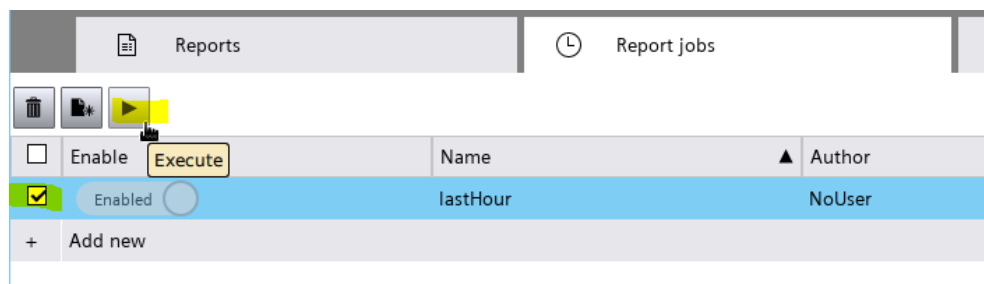 Reports Report jobs
Enable Name Author
Execute
Enabled lastHour NoUser
+ Add new